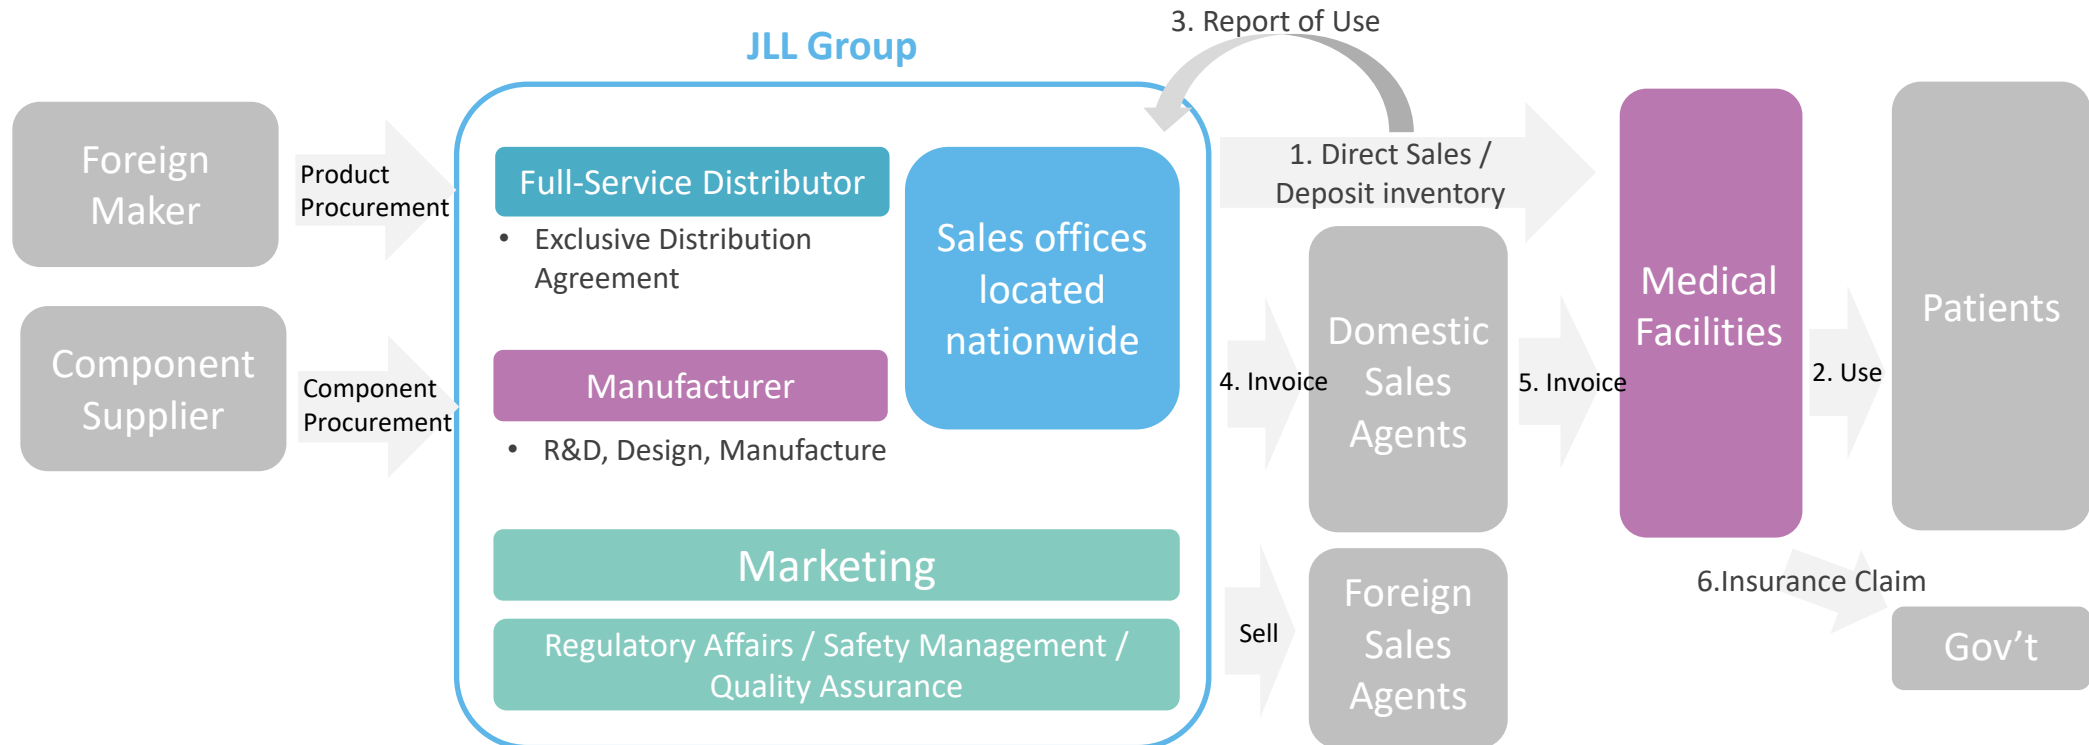 JLL Group
3. Report of Use
Foreign
Maker
Product
Procurement
Component
Supplier
Component
Procurement
Full-Service Distributor
• Exclusive Distribution
Agreement
Manufacturer
• R&D, Design, Manufacture
Sales offices
located
nationwide
Marketing
Regulatory Affairs / Safety Management /
Quality Assurance
1. Direct Sales /
Deposit inventory
4. Invoice
Domestic
Sales
Agents
5. Invoice
Sell
Foreign
Sales
Agents
Medical
Facilities
2. Use
Patients
6.Insurance Claim
Gov’t